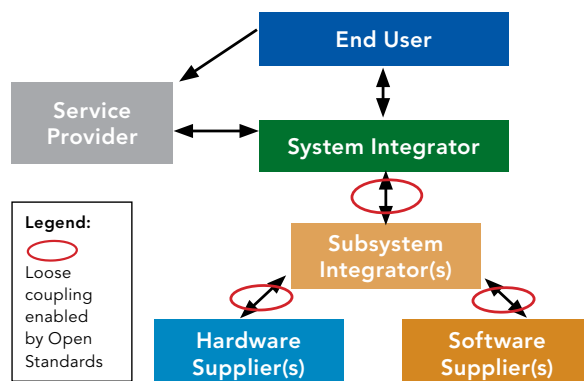 End User
Service
Provider
System Integrator
Legend:
Loose
coupling
enabled
by Open
Standards
Subsystem
Integrator(s)
Hardware
Supplier(s)
Software
Supplier(s)